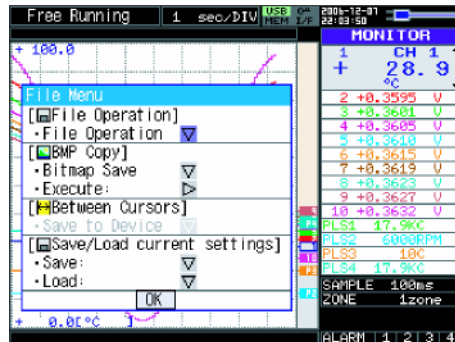 Free Running 1 sec/DIV USB MEM I/F 2006-12-01
22:03:50
MONITOR
+ 100.0
1 CH 1
+ 28. 9
°C
File Menu
[File Operation]
・File Operation
[BMP Copy]
・Bitmap Save
・Execute:
[Between Cursors]
・Save to Device
[Save/Load current settings]
・Save:
・Load:
OK
+ 0.0[°C ]
2 +0.3595 V
3 +0.3601 V
4 +0.3605 V
5 +0.3610 V
6 +0.3615 V
7 +0.3619 V
8 +0.3623 V
9 +0.3627 V
10 +0.3632 V
PLS1 17.9KC
PLS2 6000RPM
PLS3 10C
PLS4 17.9KC
SAMPLE 100ms
ZONE 1zone
ALARM 1 2 3 4